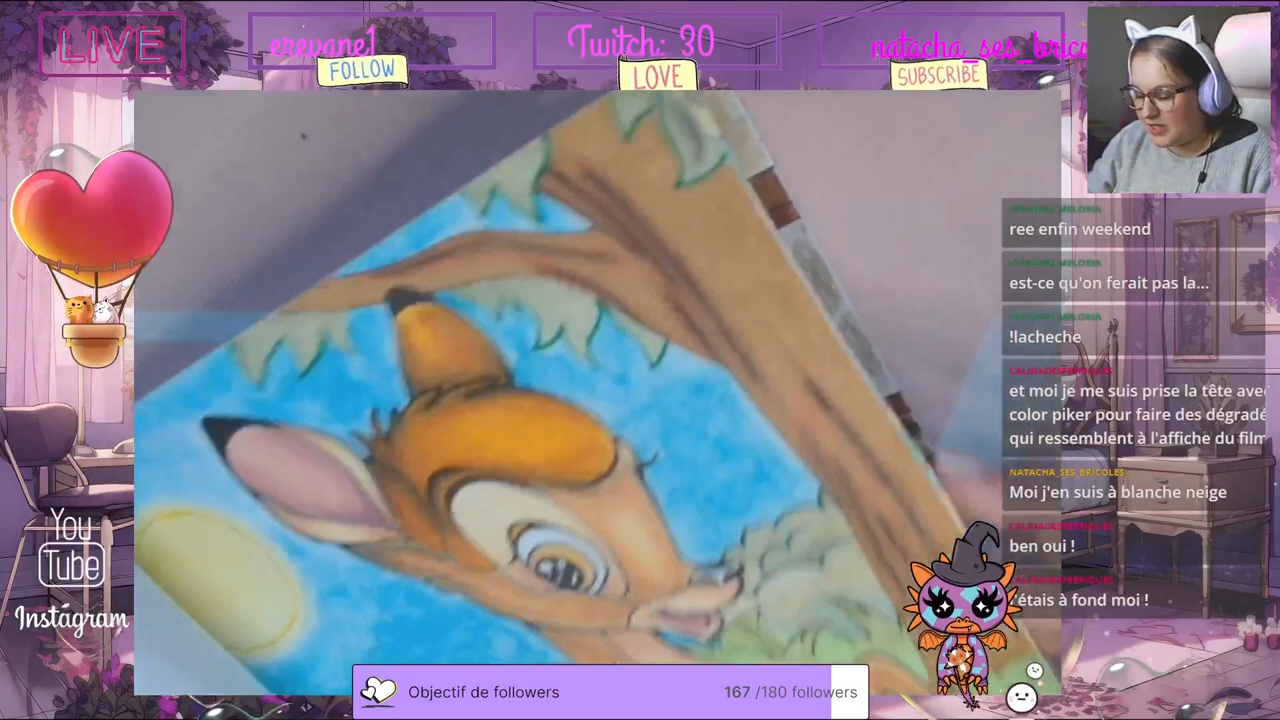 LIVE
erevane1
FOLLOW
Twitch: 30
LOVE
natacha_ses_brico
SUBSCRIBE
ree enfin weekend
est-ce qu'on ferait pas la...
!lacheche
CALINADESFEERIQUES
et moi je me suis prise la tête avec
color piker pour faire des dégradé
qui ressemblent à l'affiche du film
NATACHA_SES_BRICOLES
Moi j'en suis à blanche neige
ben oui !
étais à fond moi !
You
Tube
Instagram
Objectif de followers
167 /180 followers